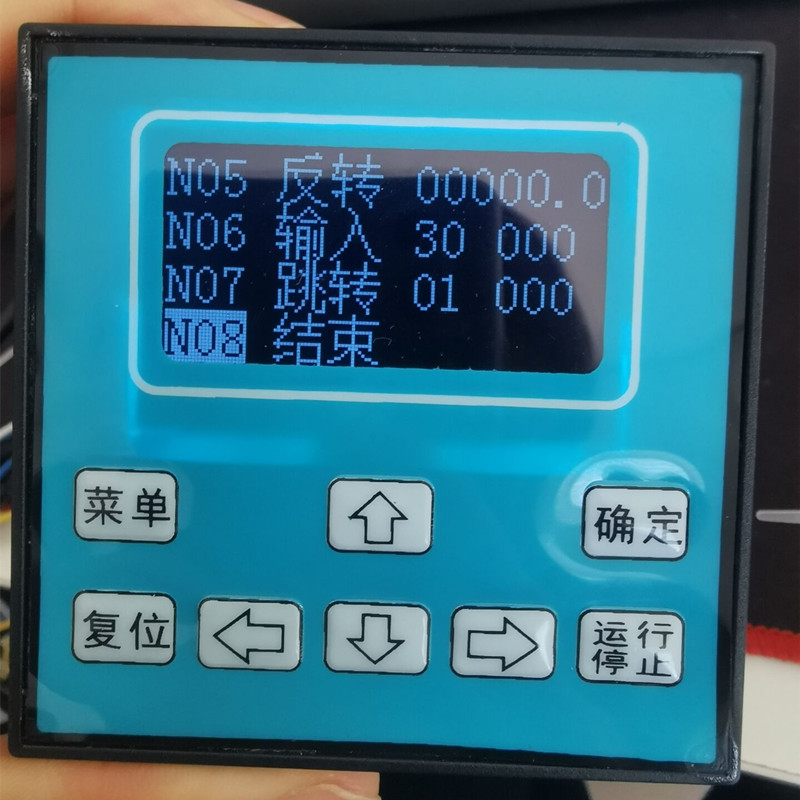 N05 反转 00000.0
N06 输入 30 000
N07 跳转 01 000
N08 结束
菜单
确定
复位
运行
停止